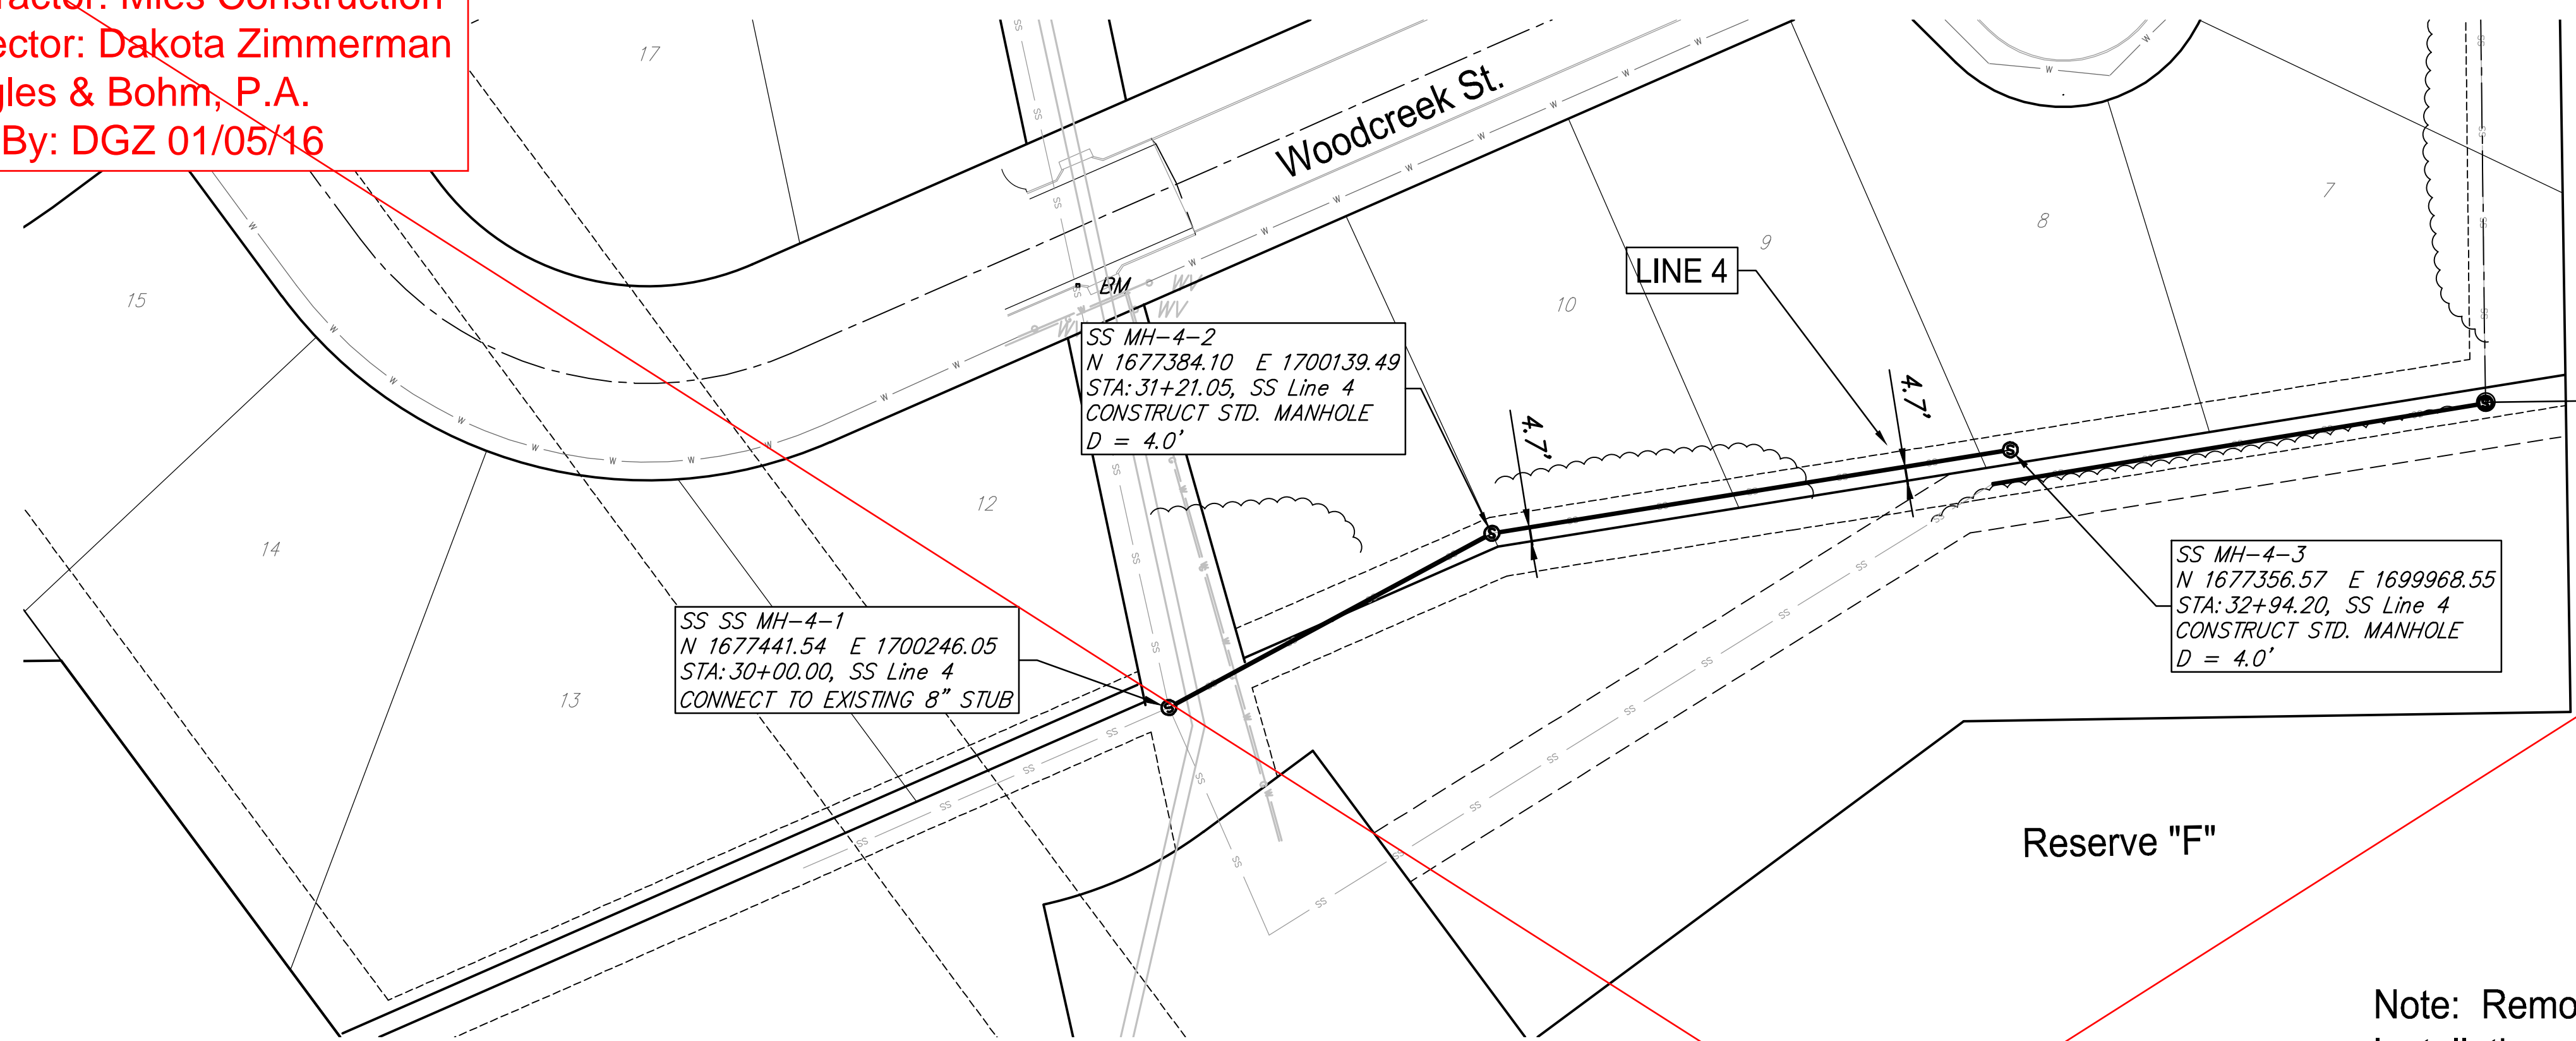 Mies Construction
Dakota Zimmerman
& Bohm, P.A.
By: DGZ 01/05/16
17
Woodcreek St.
15
BM
WV
WV
7
8
9
LINE 4
10
SS MH-4-2
N 1677384.10 E 1700139.49
STA: 31+21.05, SS Line 4
CONSTRUCT STD. MANHOLE
D = 4.0'
4.7'
4.7'
12
14
SS MH-4-3
N 1677356.57 E 1699968.55
STA: 32+94.20, SS Line 4
CONSTRUCT STD. MANHOLE
D = 4.0'
SS SS MH-4-1
N 1677441.54 E 1700246.05
STA: 30+00.00, SS Line 4
CONNECT TO EXISTING 8" STUB
13
Reserve "F"
Note: